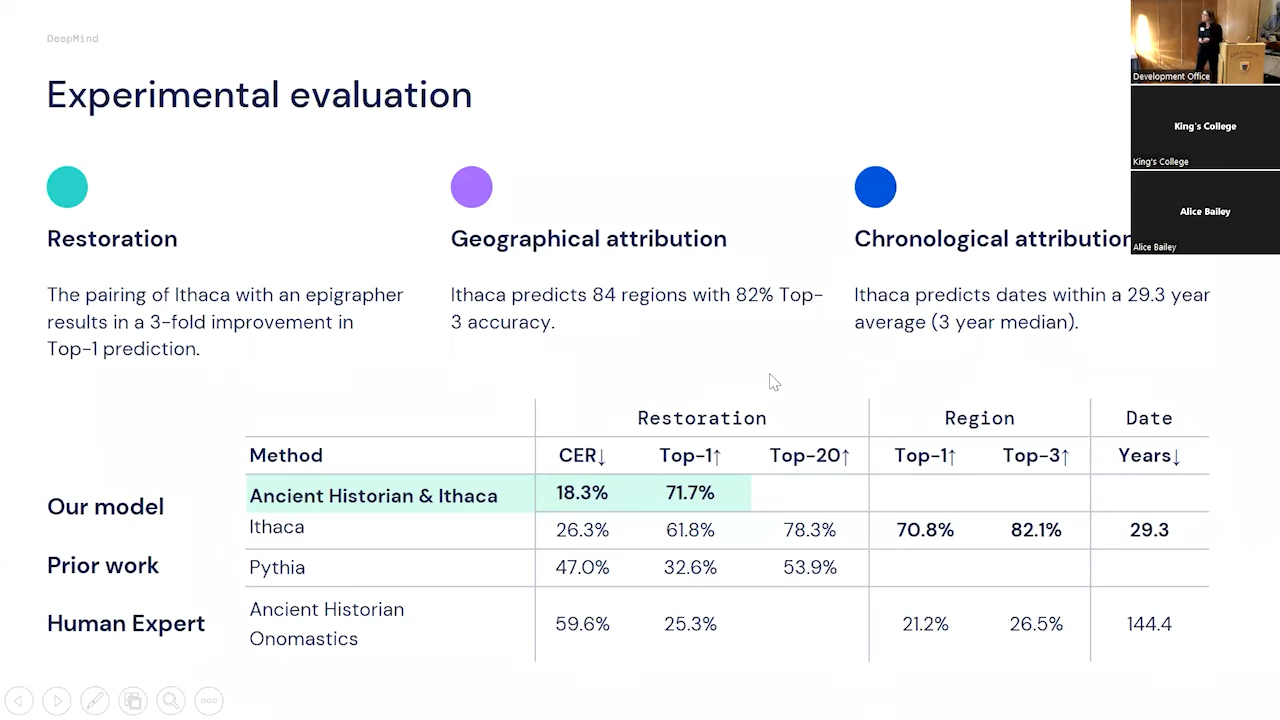 DeepMind
Experimental evaluation
Restoration
The pairing of Ithaca with an epigrapher
results in a 3-fold improvement in
Top-1 prediction.
Geographical attribution
Ithaca predicts 84 regions with 82% Top-
3 accuracy.
Chronological attribution
Ithaca predicts dates within a 29.3 year
average (3 year median).
Restoration Region Date
Method CER↓ Top-1↑ Top-20↑ Top-1↑ Top-3↑ Years↓
Our model
Ancient Historian & Ithaca 18.3% 71.7%
Ithaca 26.3% 61.8% 78.3% 70.8% 82.1% 29.3
Prior work
Pythia 47.0% 32.6% 53.9%
Human Expert
Ancient Historian
Onomastics
59.6% 25.3% 21.2% 26.5% 144.4
Development Office
King's College
King's College
Alice Bailey
Alice Bailey